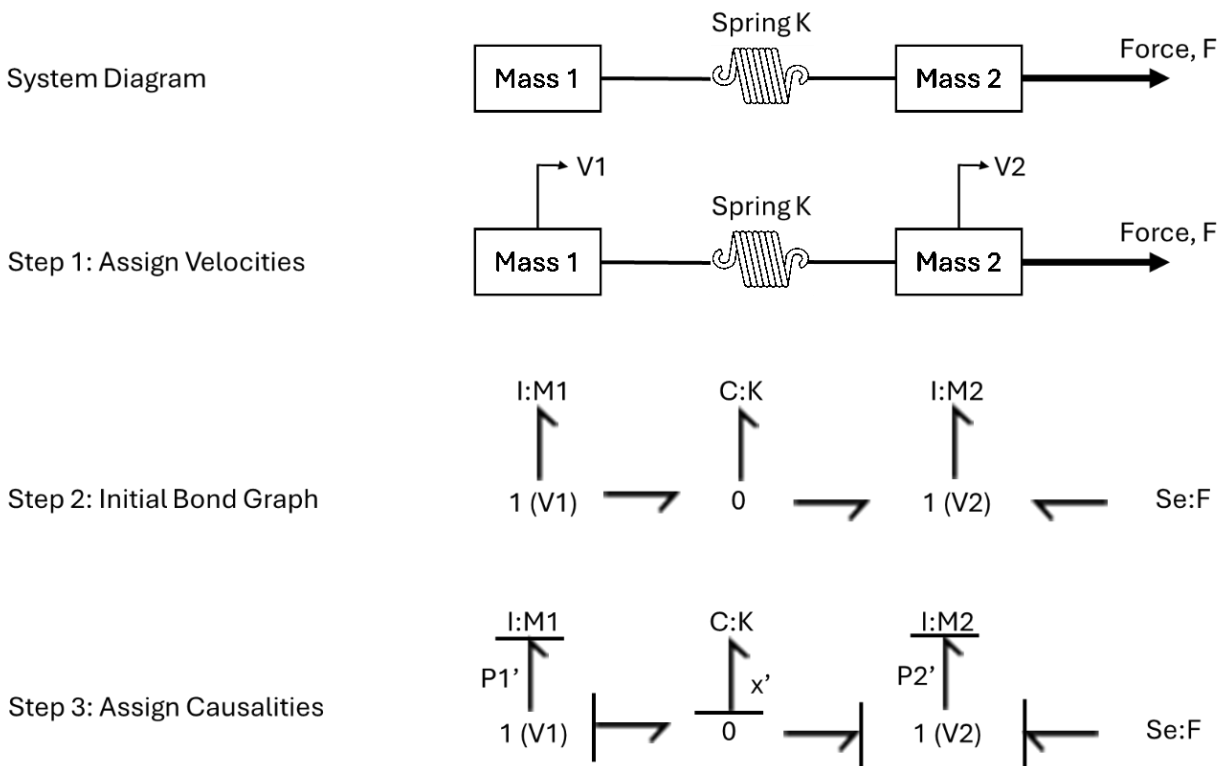 Spring K
Force, F
System Diagram
Mass 1
Mass 2
V1
V2
Spring K
Force, F
Step 1: Assign Velocities
Mass 1
Mass 2
I:M1
C:K
I:M2
Step 2: Initial Bond Graph
1 (V1)
0
1 (V2)
Se:F
I:M1
C:K
I:M2
P1’
x’
P2’
Step 3: Assign Causalities
1 (V1)
0
1 (V2)
Se:F